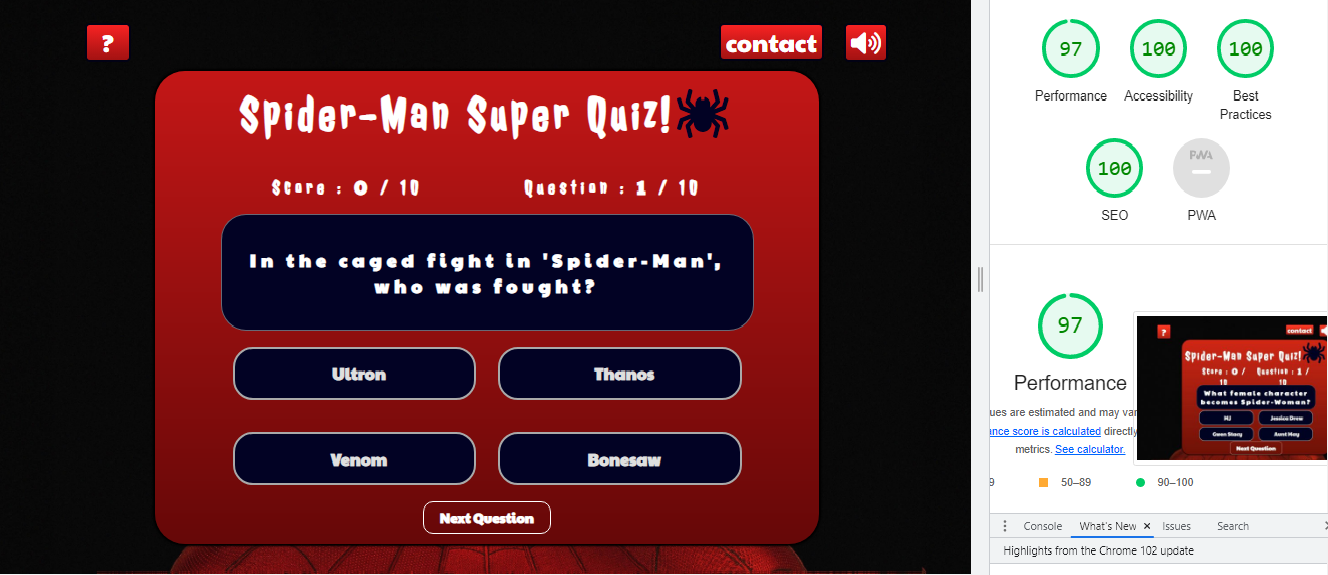 ?
contact
Spider-Man Super Quiz!
Score : 0 / 10
Question : 1 / 10
In the caged fight in 'Spider-Man',
who was fought?
Ultron
Thanos
Venom
Bonesaw
Next Question
97
100
100
Performance
Accessibility
Best
Practices
100
PWA
SEO
PWA
97
Performance
ues are estimated and may var
ance score is calculated directly
metrics. See calculator.
9
50–89
90–100
?
contact
Spider-Man Super Quiz!
Score : 0 /
10
Question : 1 /
10
What female character
becomes Spider-Woman?
MJ
Jessica Drew
Gwen Stacy
Aunt May
Next Question
Console
What's New
Issues
Search
Highlights from the Chrome 102 update